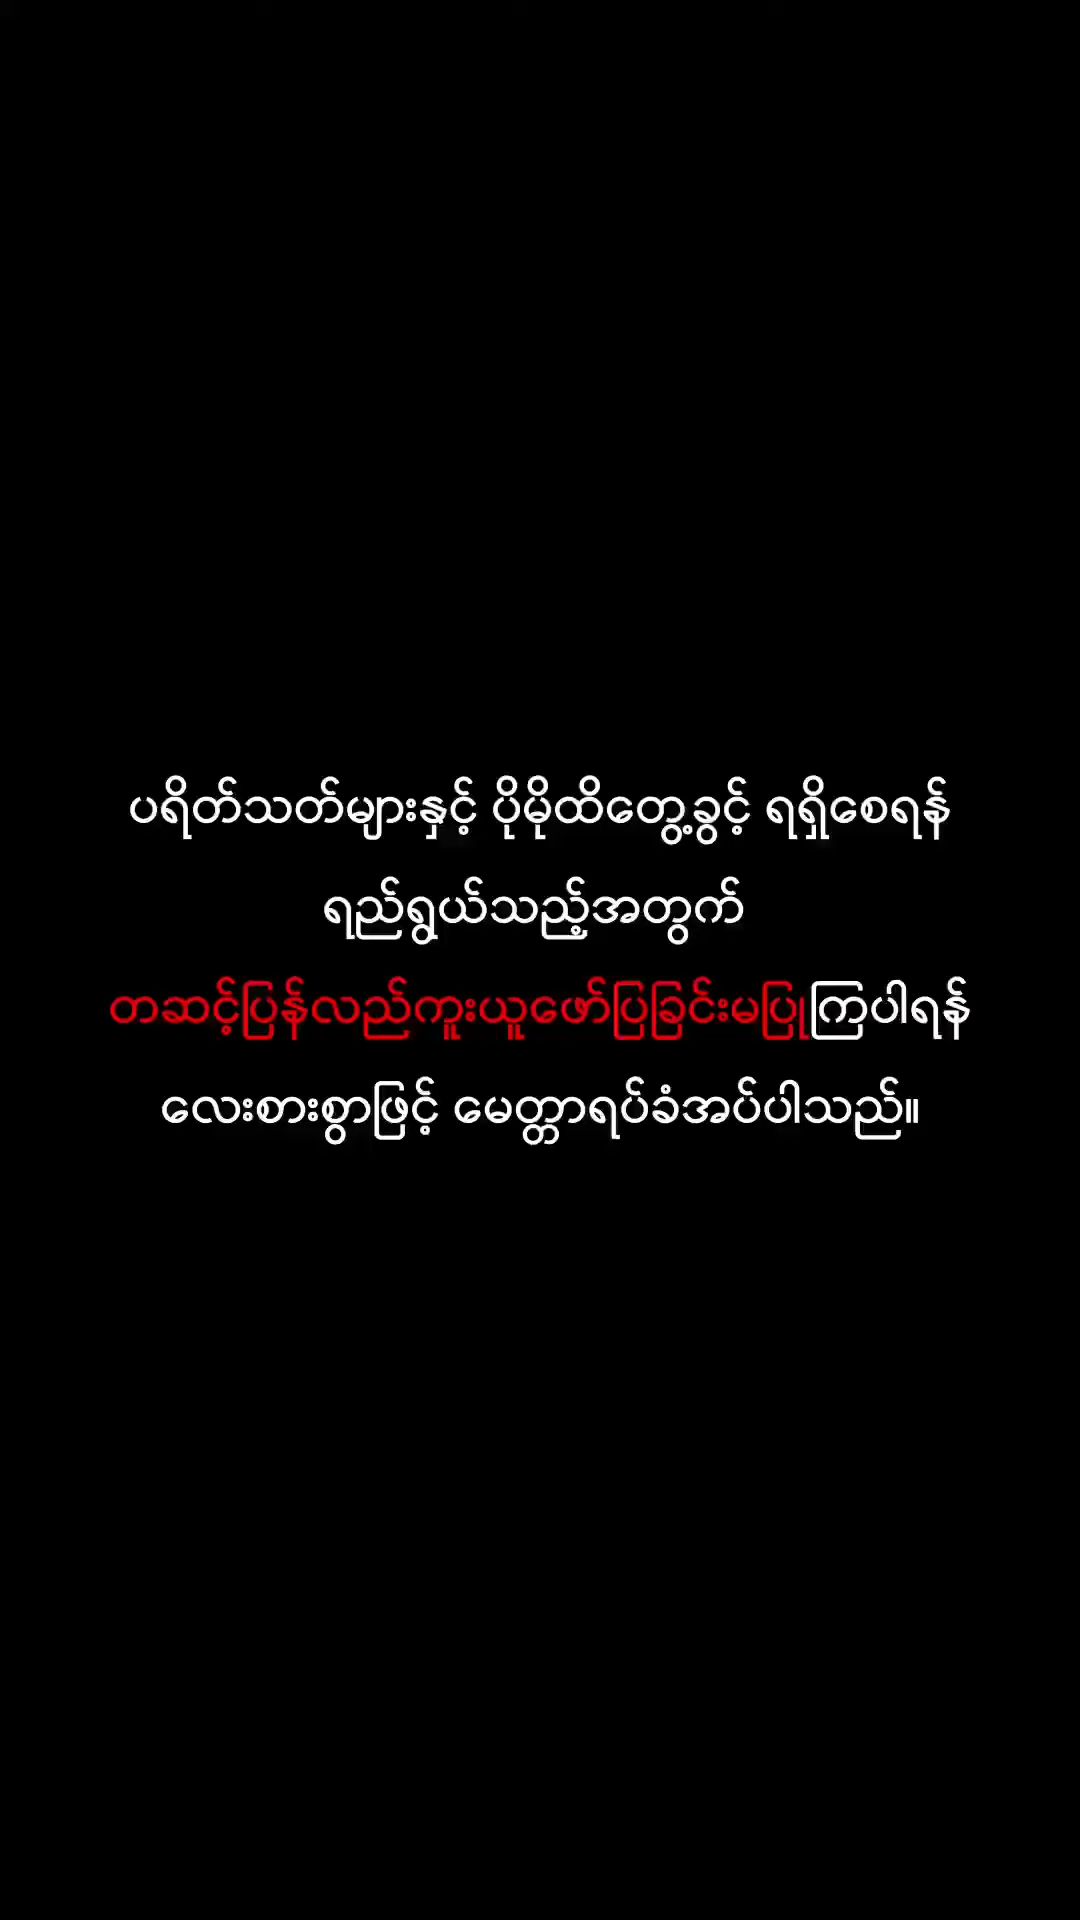 ပရိတ်သတ်များနှင့် ပိုမိုထိတွေ့ခွင့် ရရှိစေရန်
ရည်ရွယ်သည့်အတွက်
တဆင့်ပြန်လည်ကူးယူဖော်ပြခြင်းမပြုကြပါရန်
လေးစားစွာဖြင့် မေတ္တာရပ်ခံအပ်ပါသည်။